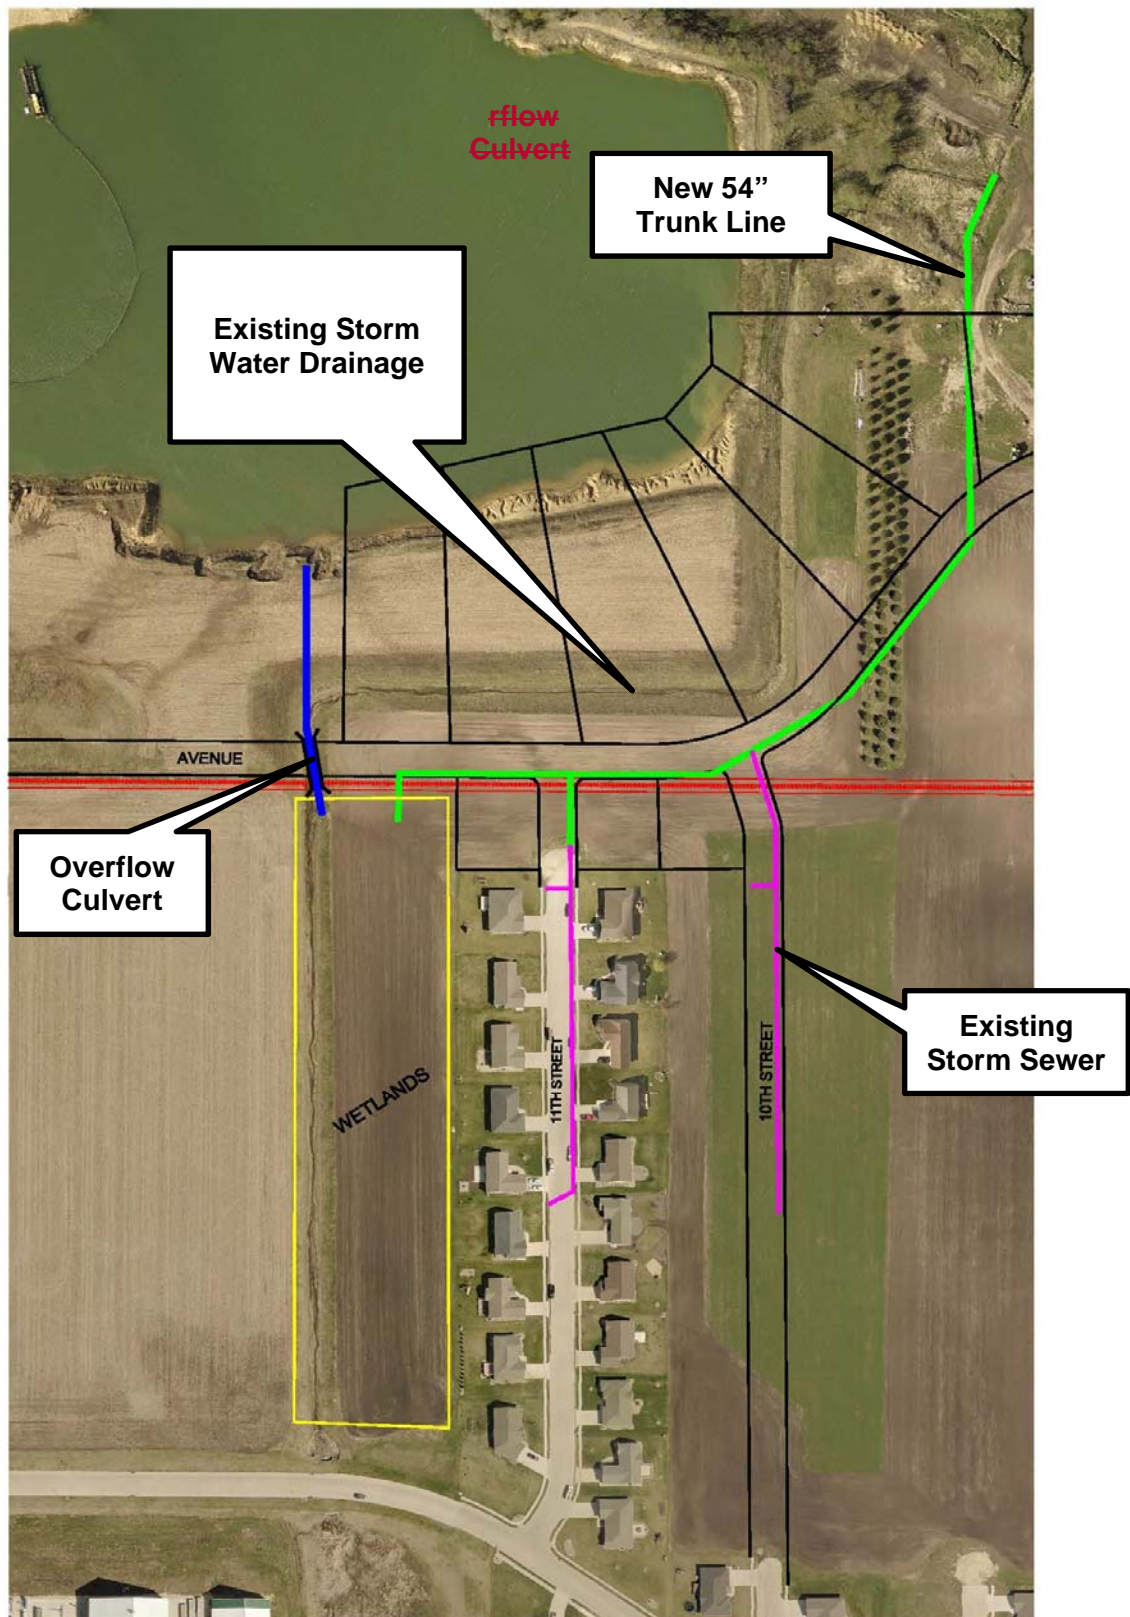 rflow
Culvert
New 54”
Trunk Line
Existing Storm
Water Drainage
AVENUE
Overflow
Culvert
Existing
Storm Sewer
WETLANDS
11TH STREET
10TH STREET